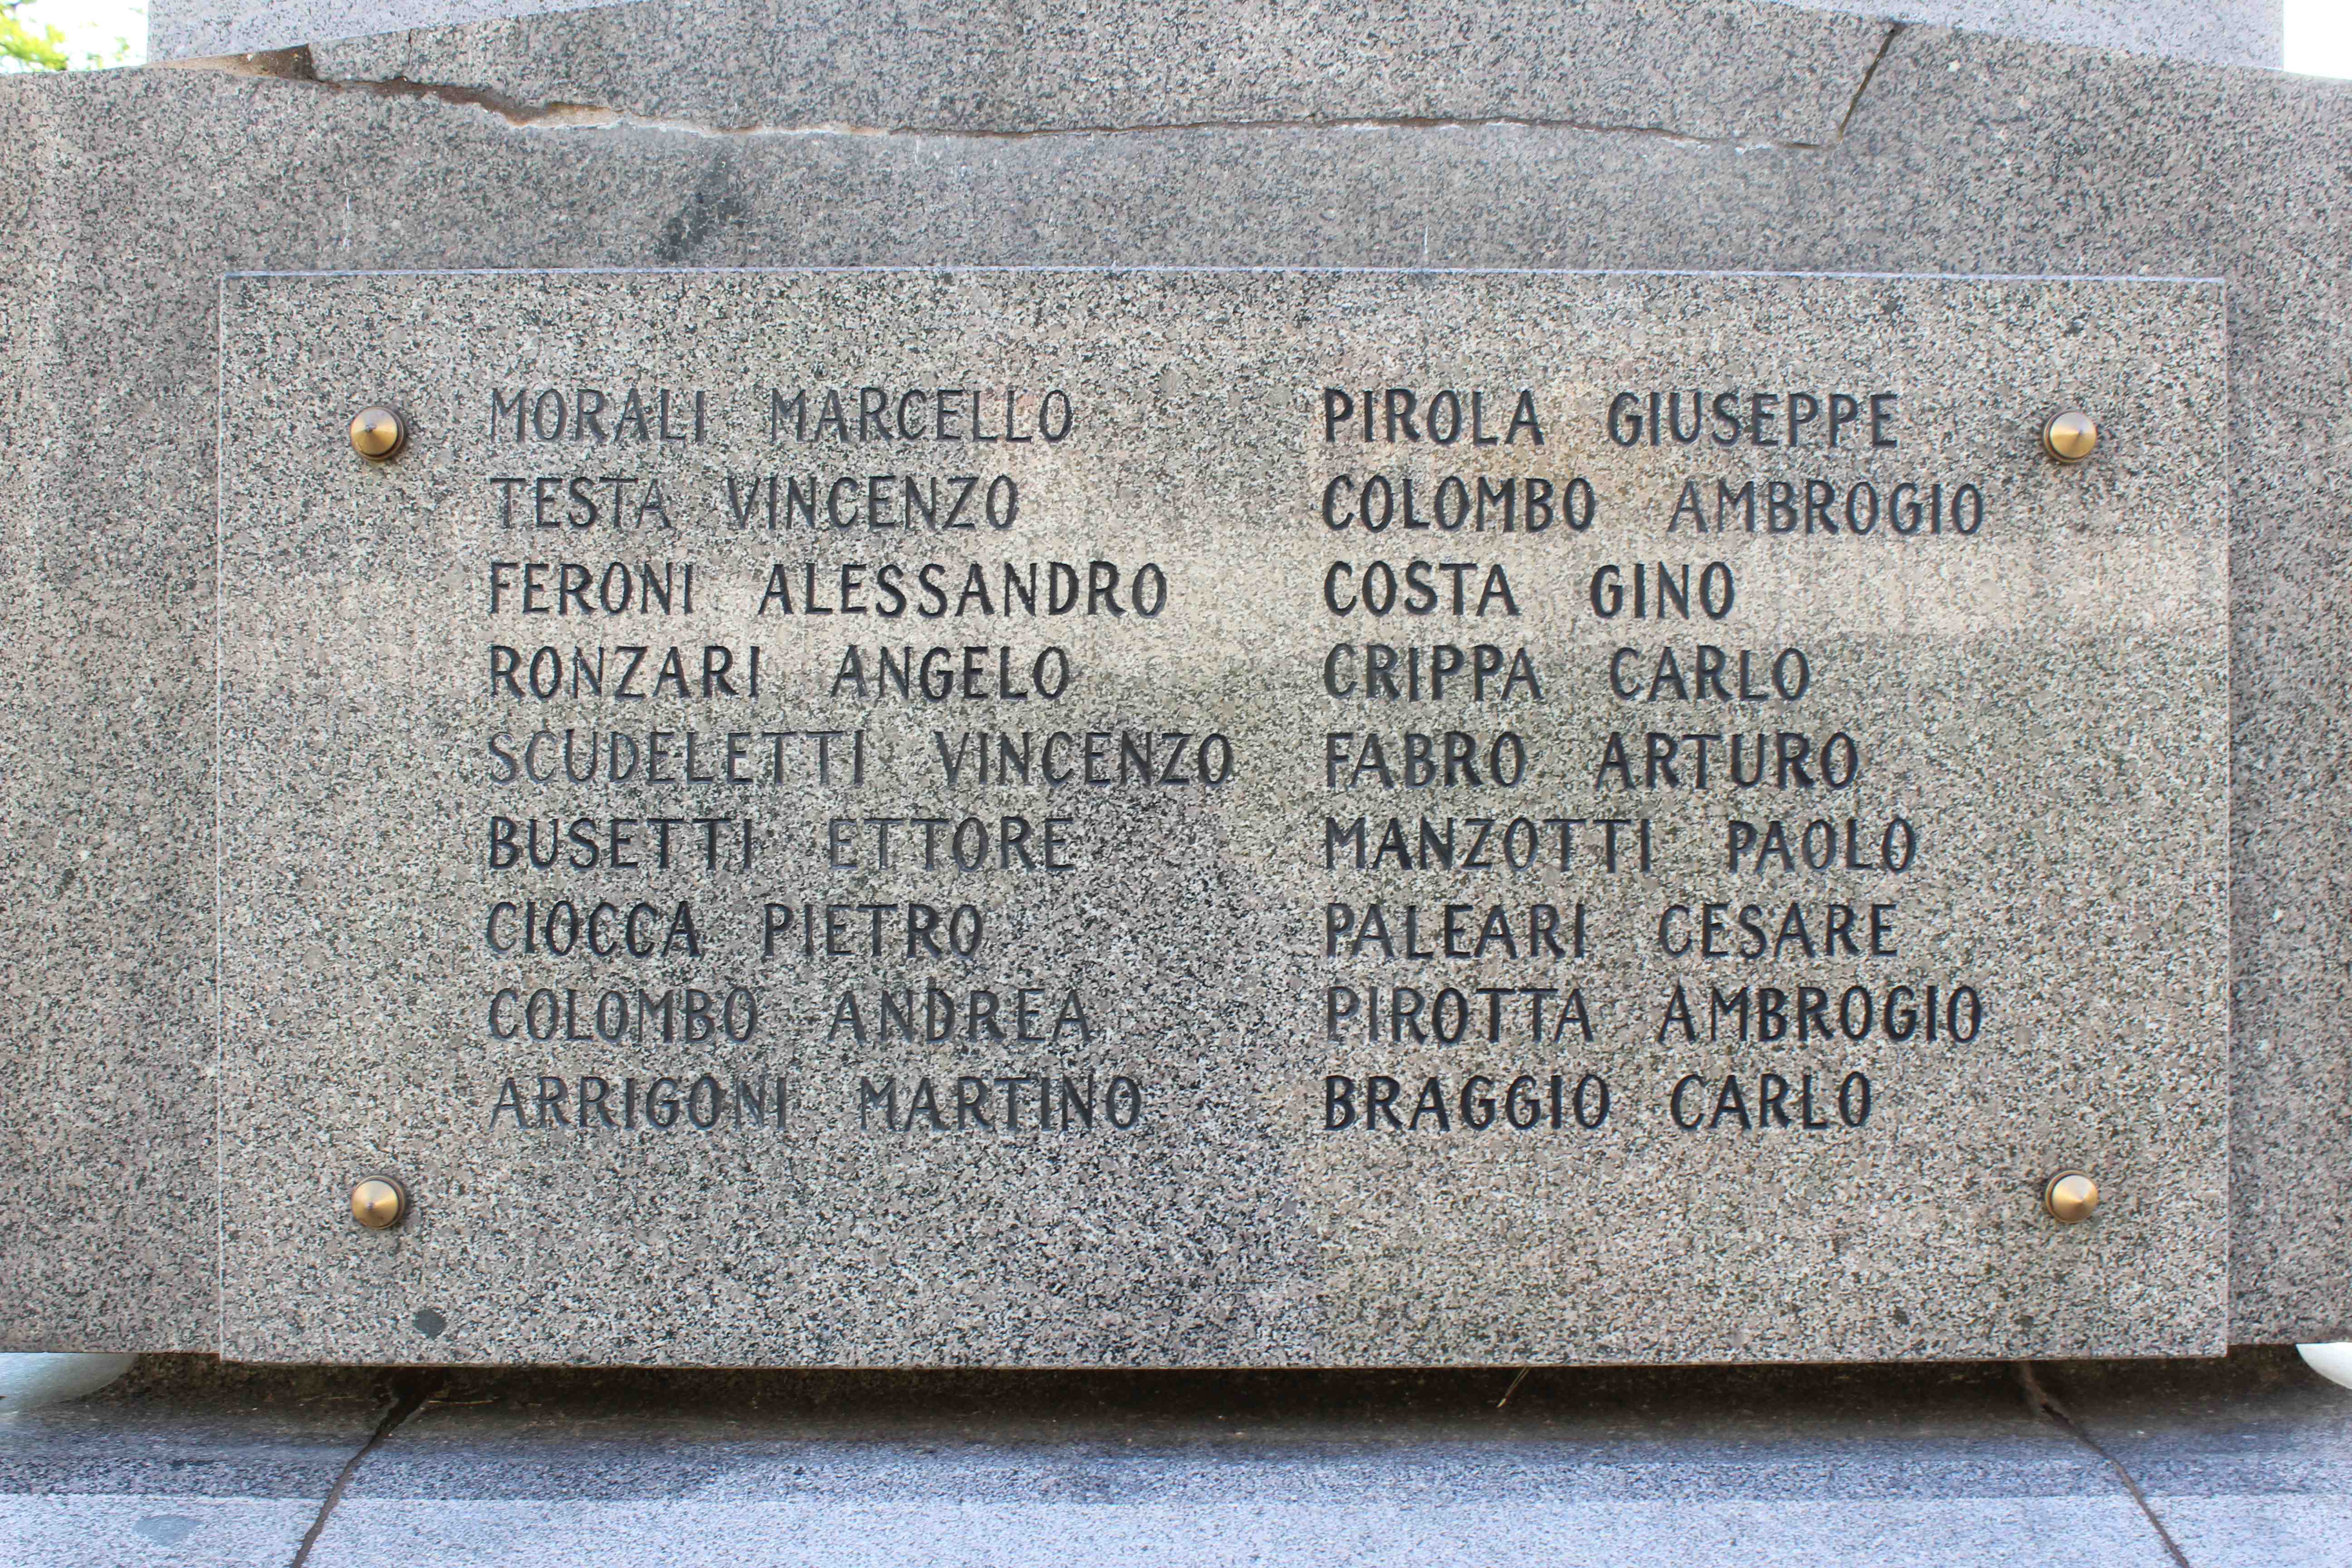 MORALI MARCELLO
TESTA VINCENZO
FERONI ALESSANDRO
RONZARI ANGELO
SCUDELETTI VINCENZO
BUSETTI ETTORE
CIOCCA PIETRO
COLOMBO ANDREA
ARRIGONI MARTINO
PIROLA GIUSEPPE
COLOMBO AMBROGIO
COSTA GINO
CRIPPA CARLO
FABRO ARTURO
MANZOTTI PAOLO
PALEARI CESARE
PIROTTA AMBROGIO
BRAGGIO CARLO